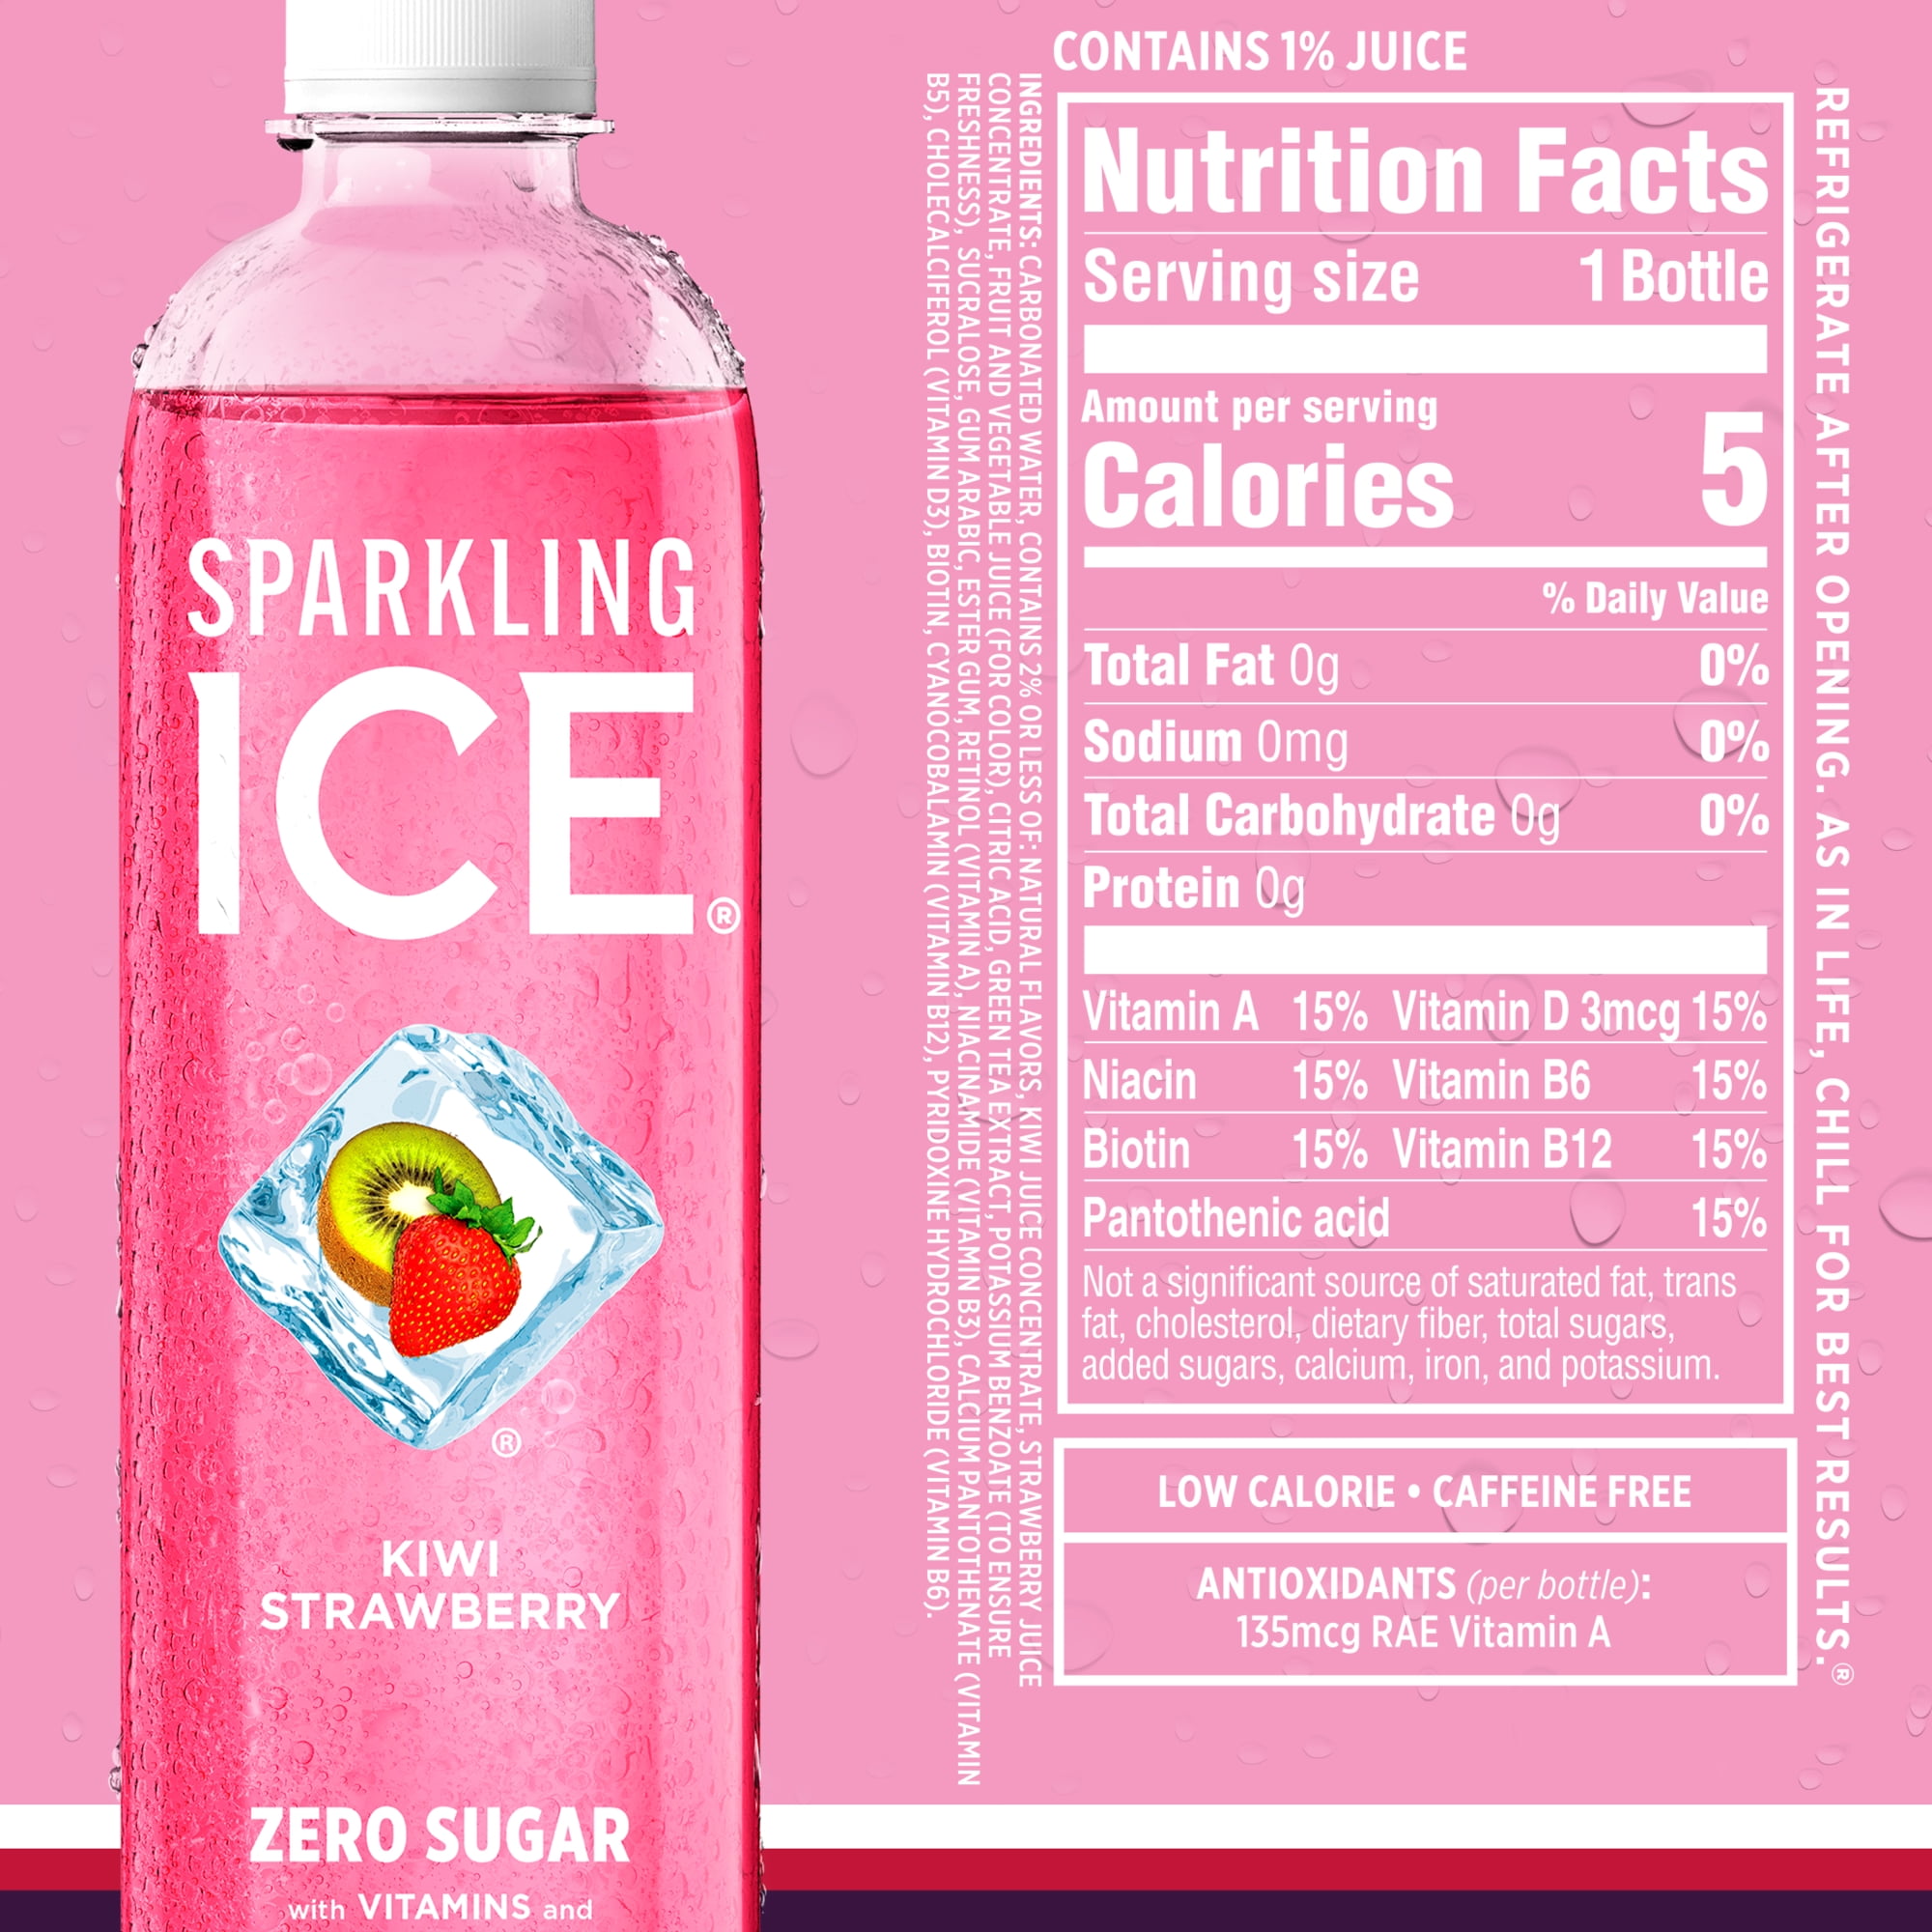 SPARKLING
ICE®
®
KIWI
STRAWBERRY
ZERO SUGAR
with VITAMINS and
INGREDIENTS: CARBONATED WATER, CONTAINS 2% OR LESS OF: NATURAL FLAVORS, KIWI JUICE CONCENTRATE, STRAWBERRY JUICE
CONCENTRATE, FRUIT AND VEGETABLE JUICE (FOR COLOR), CITRIC ACID, GREEN TEA EXTRACT, POTASSIUM BENZOATE (TO ENSURE
FRESHNESS), SUCRALOSE, GUM ARABIC, ESTER GUM, RETINOL (VITAMIN A), NIACINAMIDE (VITAMIN B3), CALCIUM PANTOTHENATE (VITAMIN
B5), CHOLECALCIFEROL (VITAMIN D3), BIOTIN, CYANOCOBALAMIN (VITAMIN B12), PYRIDOXINE HYDROCHLORIDE (VITAMIN B6).
CONTAINS 1% JUICE
Nutrition Facts
Serving size 1 Bottle
Amount per serving
Calories 5
% Daily Value
Total Fat 0g 0%
Sodium 0mg 0%
Total Carbohydrate 0g 0%
Protein 0g
Vitamin A 15% Vitamin D 3mcg 15%
Niacin 15% Vitamin B6 15%
Biotin 15% Vitamin B12 15%
Pantothenic acid 15%
Not a significant source of saturated fat, trans
fat, cholesterol, dietary fiber, total sugars,
added sugars, calcium, iron, and potassium.
LOW CALORIE • CAFFEINE FREE
ANTIOXIDANTS (per bottle):
135mcg RAE Vitamin A
REFRIGERATE AFTER OPENING. AS IN LIFE, CHILL FOR BEST RESULTS.®